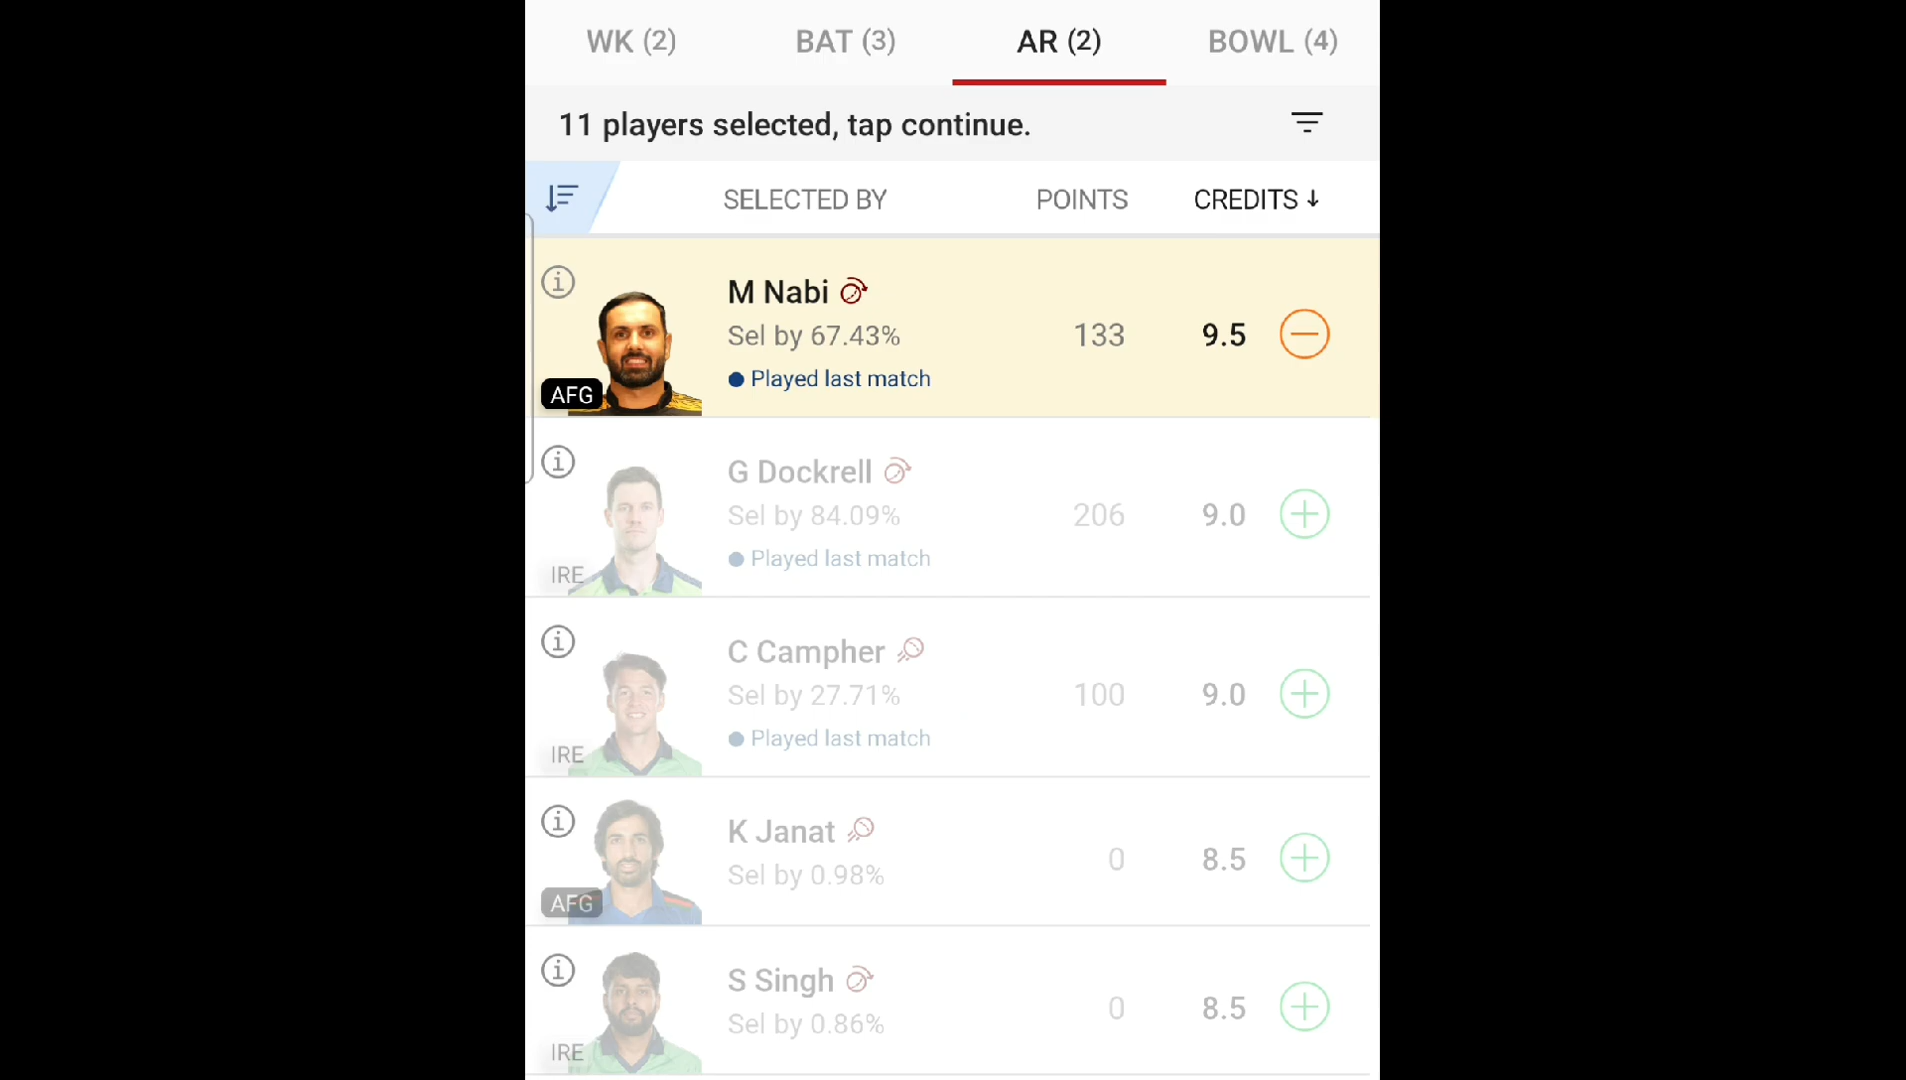 WK (2) BAT (3) AR (2) BOWL (4)
11 players selected, tap continue.
SELECTED BY POINTS CREDITS ↓
M Nabi
Sel by 67.43% 133 9.5
Played last match
AFG
G Dockrell
Sel by 84.09% 206 9.0
Played last match
IRE
C Campher
Sel by 27.71% 100 9.0
Played last match
IRE
K Janat
Sel by 0.98% 0 8.5
AFG
S Singh
Sel by 0.86% 0 8.5
IRE